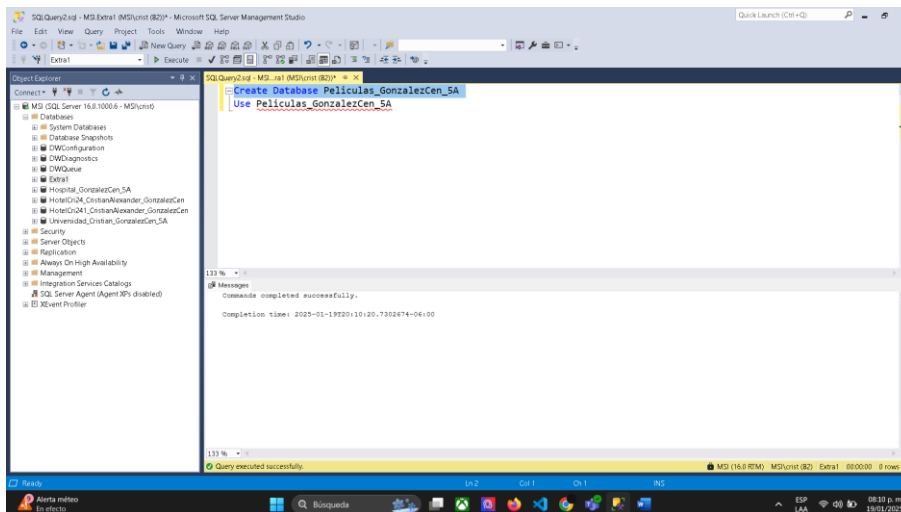 SQLQuery2.sql - MSI.Extra1 (MSI\crist (82))* - Microsoft SQL Server Management Studio
Quick Launch (Ctrl+Q)
File Edit View Query Project Tools Window Help
New Query
Extra1
Execute
Object Explorer
SQLQuery2.sql - MSI...ra1 (MSI\crist (82))*
Connect
Create Database Peliculas_GonzalezCen_5A
Use Peliculas_GonzalezCen_5A
MSI (SQL Server 16.0.1000.6 - MSI\crist)
Databases
System Databases
Database Snapshots
DWConfiguration
DWDiagnostics
DWQueue
Extra1
Hospital_GonzalezCen_5A
HotelCri24_CristianAlexander_GonzalezCen
HotelCri241_CristianAlexander_GonzalezCen
Universidad_Cristian_GonzalezCen_5A
Security
Server Objects
Replication
Always On High Availability
Management
Integration Services Catalogs
SQL Server Agent (Agent XPs disabled)
XEvent Profiler
133 %
Messages
Commands completed successfully.
Completion time: 2025-01-19T20:10:20.7302674-06:00
133 %
Query executed successfully.
MSI (16.0 RTM) MSI\crist (82) Extra1 00:00:00 0 rows
Ready
Ln 2 Col 1 Ch 1 INS
Alerta méteo
En efecto
Búsqueda
ESP
LAA
08:10 p. m
19/01/202